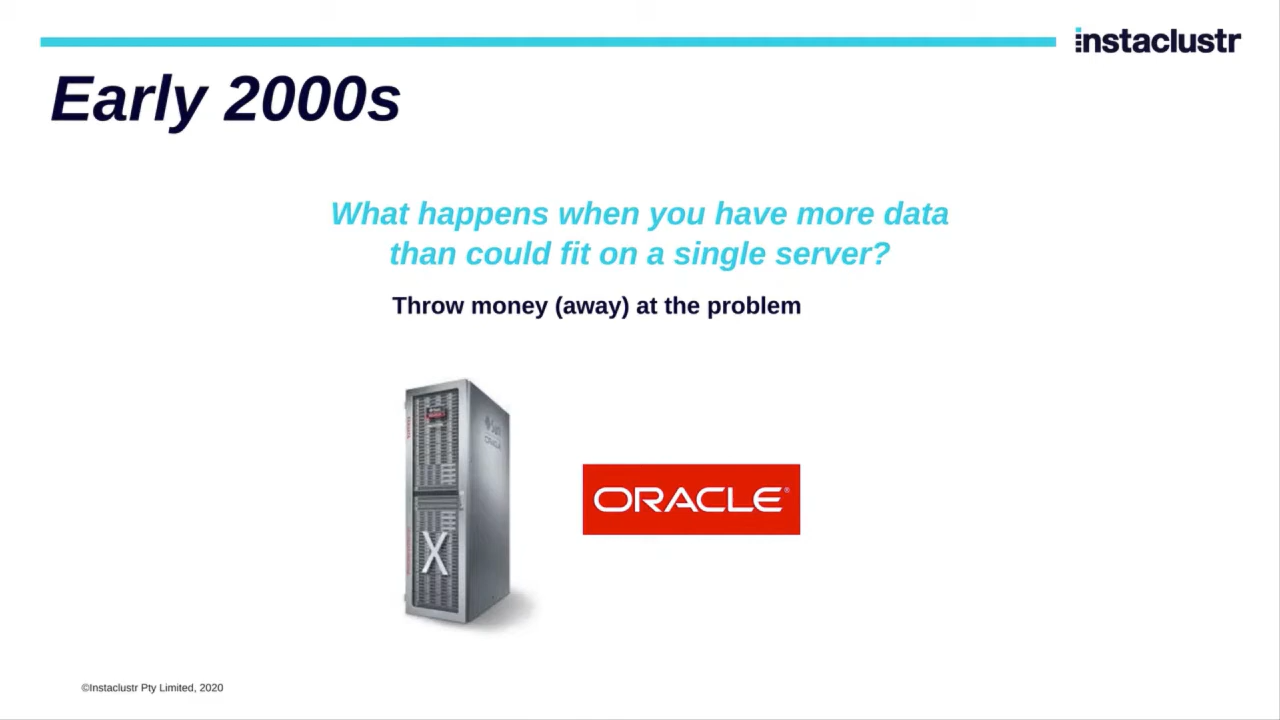 instaclustr
Early 2000s
What happens when you have more data
than could fit on a single server?
Throw money (away) at the problem
X
ORACLE®
©Instaclustr Pty Limited, 2020